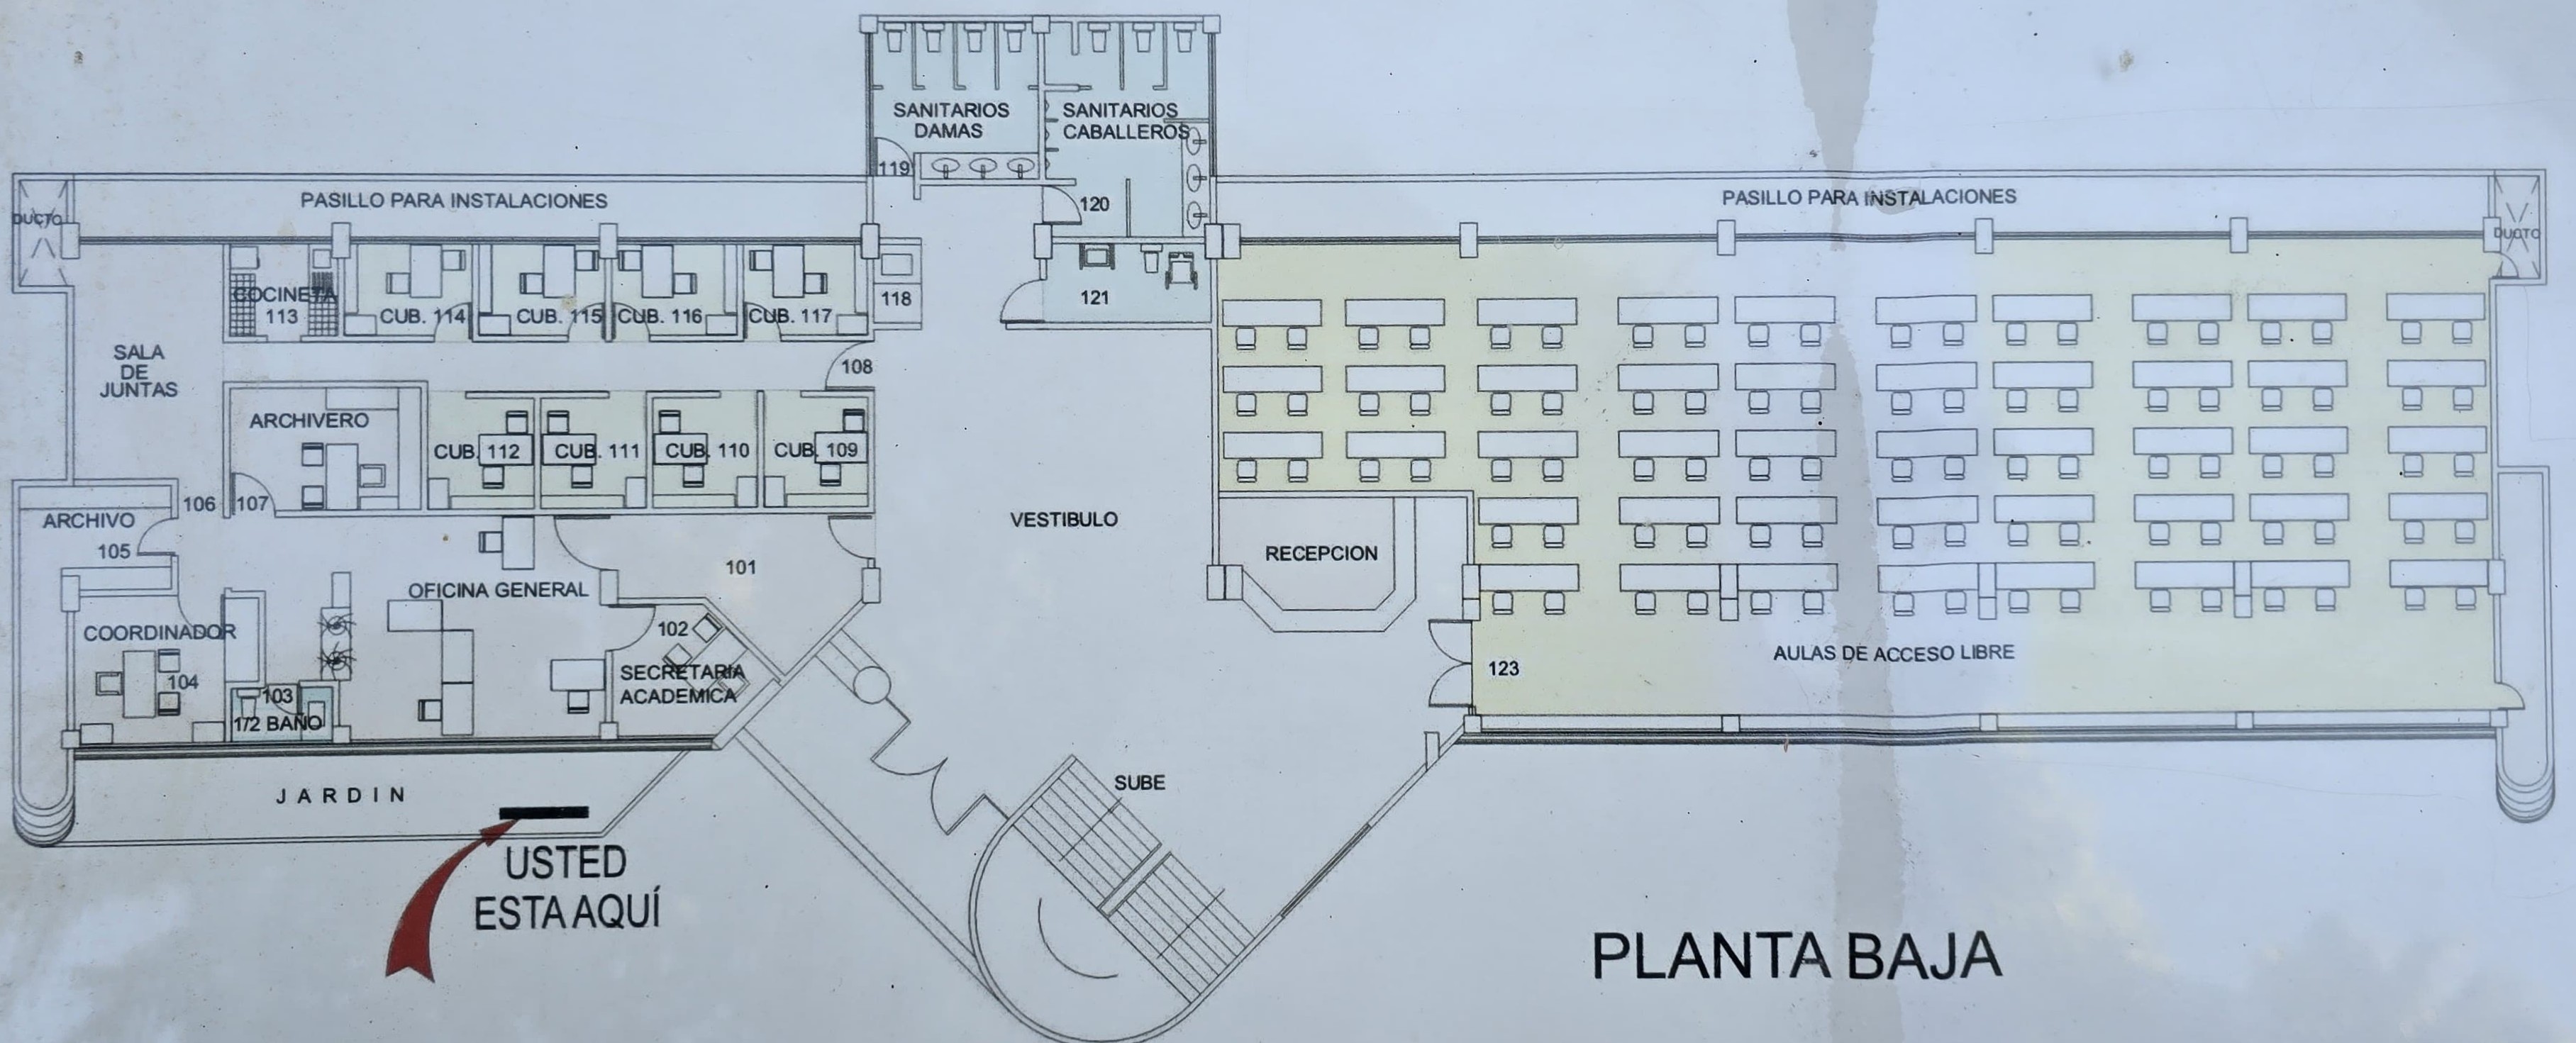 SANITARIOS
DAMAS
SANITARIOS
CABALLEROS
119
120
PASILLO PARA INSTALACIONES
PASILLO PARA INSTALACIONES
DUCTO
DUCTO
COCINETA
113
CUB. 114
CUB. 115
CUB. 116
CUB. 117
118
121
SALA
DE
JUNTAS
108
ARCHIVERO
CUB. 112
CUB. 111
CUB. 110
CUB. 109
106
107
ARCHIVO
105
VESTIBULO
RECEPCION
101
OFICINA GENERAL
COORDINADOR
104
102
SECRETARIA
ACADEMICA
103
1/2 BAÑO
123
AULAS DE ACCESO LIBRE
JARDIN
SUBE
USTED
ESTA AQUÍ
PLANTA BAJA